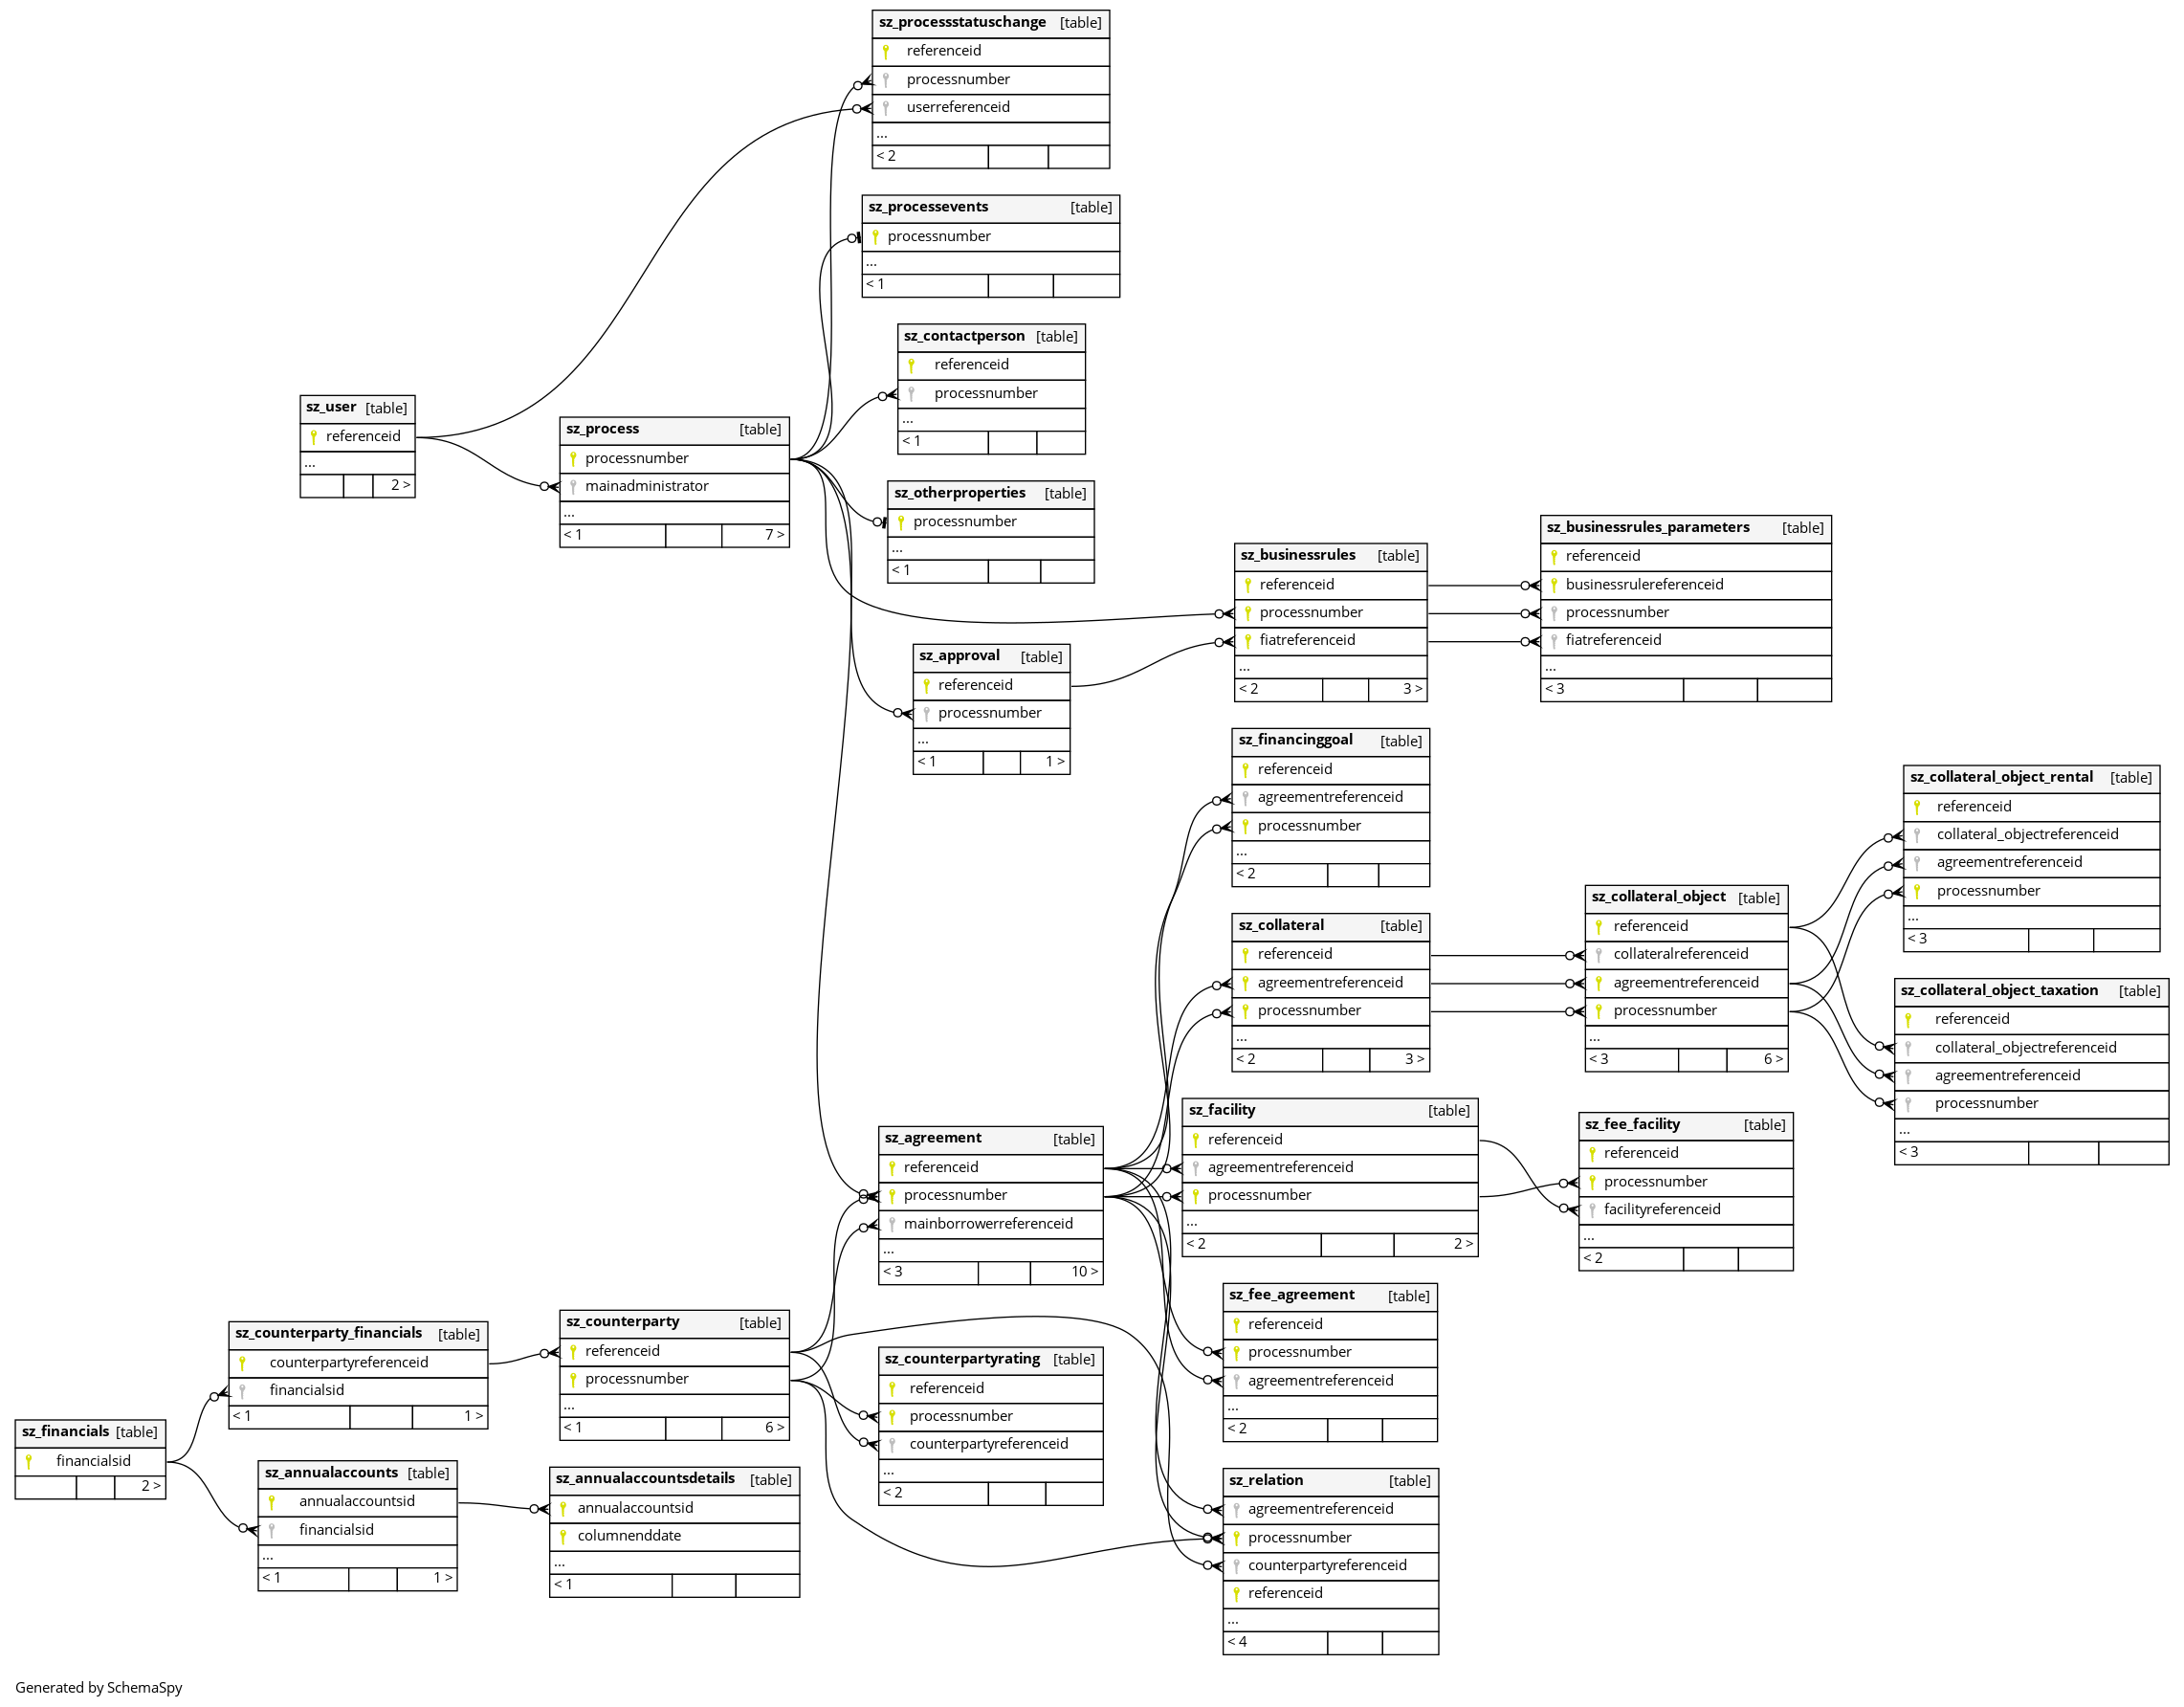 sz_processstatuschange [table]
referenceid
processnumber
userreferenceid
...
< 2
sz_processevents [table]
processnumber
...
< 1
sz_contactperson [table]
referenceid
processnumber
...
< 1
sz_user [table]
referenceid
...
2 >
sz_process [table]
processnumber
mainadministrator
...
< 1 7 >
sz_otherproperties [table]
processnumber
...
< 1
sz_businessrules [table]
referenceid
processnumber
fiatreferenceid
...
< 2 3 >
sz_businessrules_parameters [table]
referenceid
businessrulereferenceid
processnumber
fiatreferenceid
...
< 3
sz_approval [table]
referenceid
processnumber
...
< 1 1 >
sz_financinggoal [table]
referenceid
agreementreferenceid
processnumber
...
< 2
sz_collateral_object_rental [table]
referenceid
collateral_objectreferenceid
agreementreferenceid
processnumber
...
< 3
sz_collateral [table]
referenceid
agreementreferenceid
processnumber
...
< 2 3 >
sz_collateral_object [table]
referenceid
collateralreferenceid
agreementreferenceid
processnumber
...
< 3 6 >
sz_collateral_object_taxation [table]
referenceid
collateral_objectreferenceid
agreementreferenceid
processnumber
...
< 3
sz_agreement [table]
referenceid
processnumber
mainborrowerreferenceid
...
< 3 10 >
sz_facility [table]
referenceid
agreementreferenceid
processnumber
...
< 2 2 >
sz_fee_facility [table]
referenceid
processnumber
facilityreferenceid
...
< 2
sz_fee_agreement [table]
referenceid
processnumber
agreementreferenceid
...
< 2
sz_counterparty_financials [table]
counterpartyreferenceid
financialsid
< 1 1 >
sz_counterparty [table]
referenceid
processnumber
...
< 1 6 >
sz_counterpartyrating [table]
referenceid
processnumber
counterpartyreferenceid
...
< 2
sz_financials [table]
financialsid
2 >
sz_annualaccounts [table]
annualaccountsid
financialsid
...
< 1 1 >
sz_annualaccountsdetails [table]
annualaccountsid
columnenddate
...
< 1
sz_relation [table]
agreementreferenceid
processnumber
counterpartyreferenceid
referenceid
...
< 4
Generated by SchemaSpy